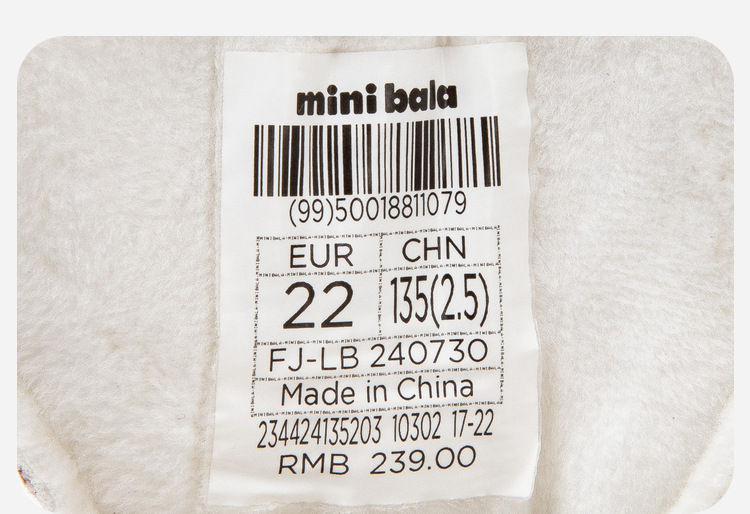 mini bala
(99)50018811079
EUR CHN
22 135(2.5)
FJ-LB 240730
Made in China
234424135203 10302 17-22
RMB 239.00